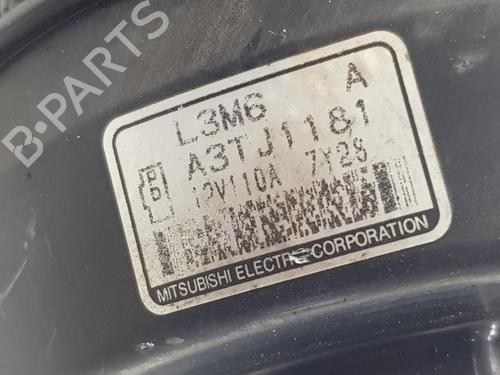 B-PARTS
L3M6 A
A3TJ1181
P
D
12V110A 7Y28
MITSUBISHI ELECTRIC CORPORATION